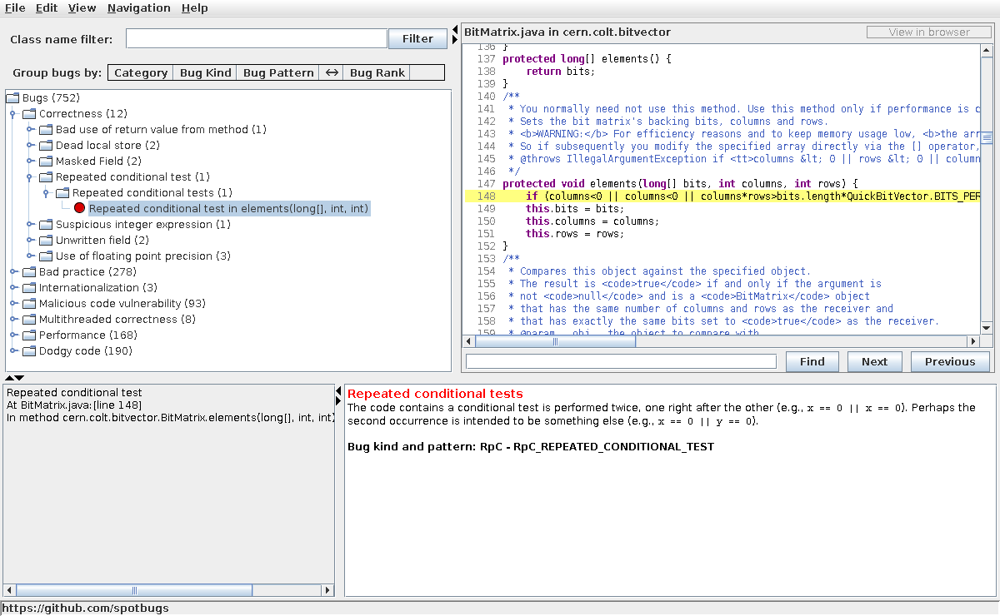 File Edit View Navigation Help
Class name filter:
Filter
Group bugs by: Category Bug Kind Bug Pattern ↔ Bug Rank
Bugs (752)
Correctness (12)
Bad use of return value from method (1)
Dead local store (2)
Masked Field (2)
Repeated conditional test (1)
Repeated conditional tests (1)
Repeated conditional test in elements(long[], int, int)
Suspicious integer expression (1)
Unwritten field (2)
Use of floating point precision (3)
Bad practice (278)
Internationalization (3)
Malicious code vulnerability (93)
Multithreaded correctness (8)
Performance (168)
Dodgy code (190)
BitMatrix.java in cern.colt.bitvector
View in browser
136 }
137 protected long[] elements() {
138     return bits;
139 }
140 /**
141  * You normally need not use this method. Use this method only if performance is c
142  * Sets the bit matrix's backing bits, columns and rows.
143  * <b>WARNING:</b> For efficiency reasons and to keep memory usage low, <b>the arr
144  * So if subsequently you modify the specified array directly via the [] operator,
145  * @throws IllegalArgumentException if <tt>columns &lt; 0 || rows &lt; 0 || column
146  */
147 protected void elements(long[] bits, int columns, int rows) {
148     if (columns<0 || columns<0 || columns*rows>bits.length*QuickBitVector.BITS_PER
149     this.bits = bits;
150     this.columns = columns;
151     this.rows = rows;
152 }
153 /**
154  * Compares this object against the specified object.
155  * The result is <code>true</code> if and only if the argument is
156  * not <code>null</code> and is a <code>BitMatrix</code> object
157  * that has the same number of columns and rows as the receiver and
158  * that has exactly the same bits set to <code>true</code> as the receiver.
159  * @param   obj   the object to compare with
Find Next Previous
Repeated conditional test
At BitMatrix.java:[line 148]
In method cern.colt.bitvector.BitMatrix.elements(long[], int, int)
Repeated conditional tests
The code contains a conditional test is performed twice, one right after the other (e.g., x == 0 || x == 0). Perhaps the
second occurrence is intended to be something else (e.g., x == 0 || y == 0).
Bug kind and pattern: RpC - RpC_REPEATED_CONDITIONAL_TEST
https://github.com/spotbugs